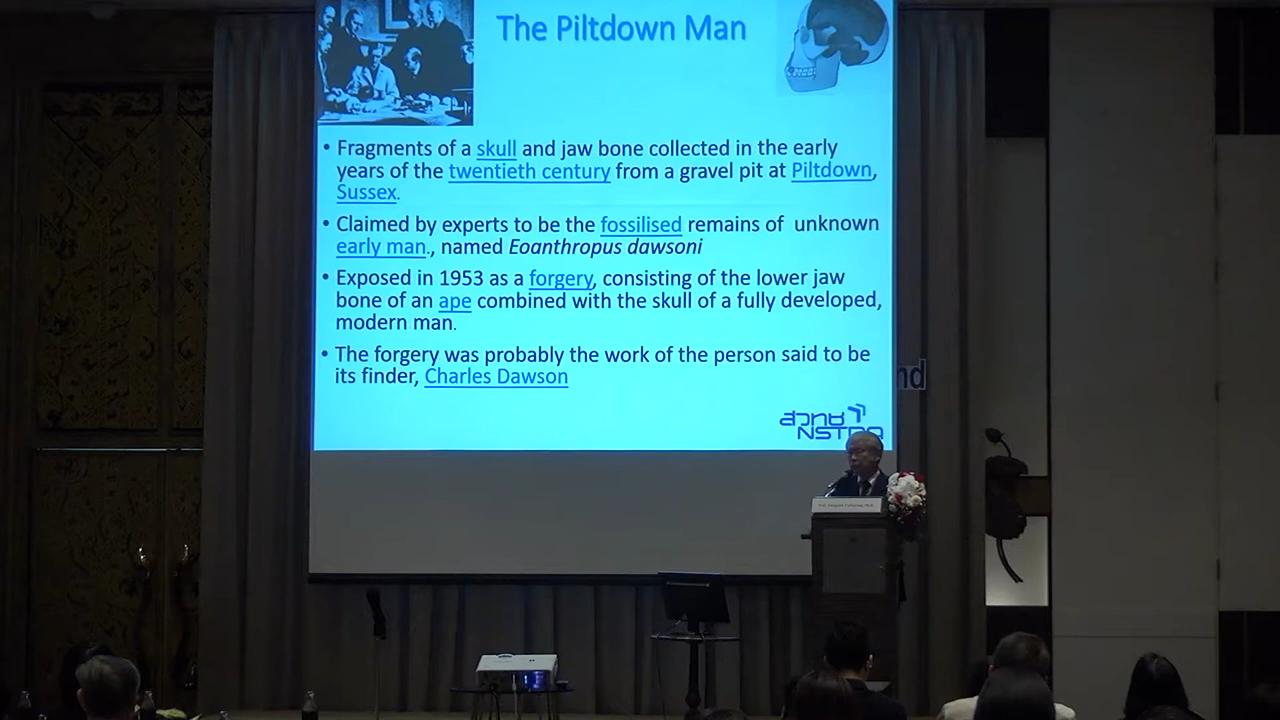 The Piltdown Man
• Fragments of a skull and jaw bone collected in the early
years of the twentieth century from a gravel pit at Piltdown,
Sussex.
• Claimed by experts to be the fossilised remains of unknown
early man., named Eoanthropus dawsoni
• Exposed in 1953 as a forgery, consisting of the lower jaw
bone of an ape combined with the skull of a fully developed,
modern man.
• The forgery was probably the work of the person said to be
its finder, Charles Dawson
nd
สวทช
NSTDA